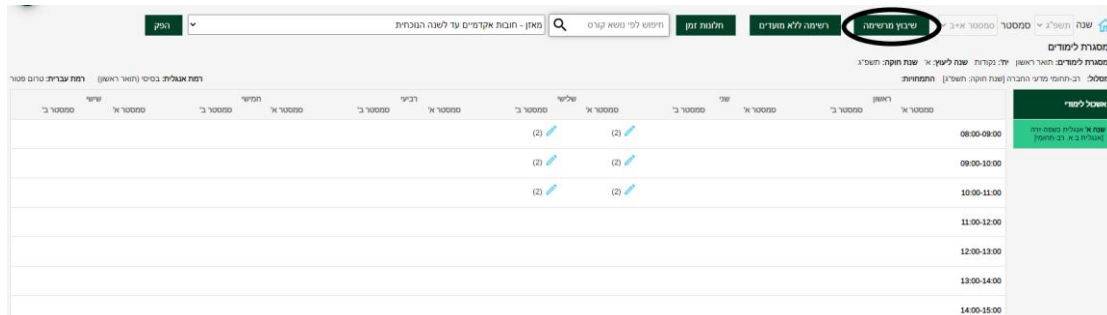 שנה תשפ"ג סמסטר סמסטר א+ב שיבוץ מרשימה רשימה ללא מועדים חלונות זמן חיפוש לפי נושא קורס מאזן - חובות אקדמיים עד לשנה הנוכחית הפק
מסגרת לימודים
מסגרת לימודים: תואר ראשון יח': נקודות שנה ליעוץ: א' שנת חוקה: תשפ"ג
מסלול: רב-תחומי מדעי החברה [שנת חוקה: תשפ"ג] התמחויות: רמת אנגלית: בסיסי (תואר ראשון) רמת עברית: טרום פטור
אשכול לימודי ראשון שני שלישי רביעי חמישי שישי
סמסטר א' סמסטר ב' סמסטר א' סמסטר ב' סמסטר א' סמסטר ב' סמסטר א' סמסטר ב' סמסטר א' סמסטר ב' סמסטר א' סמסטר ב'
שנה א' אנגלית כשפה זרה
[אנגלית ב.א. רב-תחומי]
08:00-09:00 (2) (2)
09:00-10:00 (2) (2)
10:00-11:00 (2) (2)
11:00-12:00
12:00-13:00
13:00-14:00
14:00-15:00